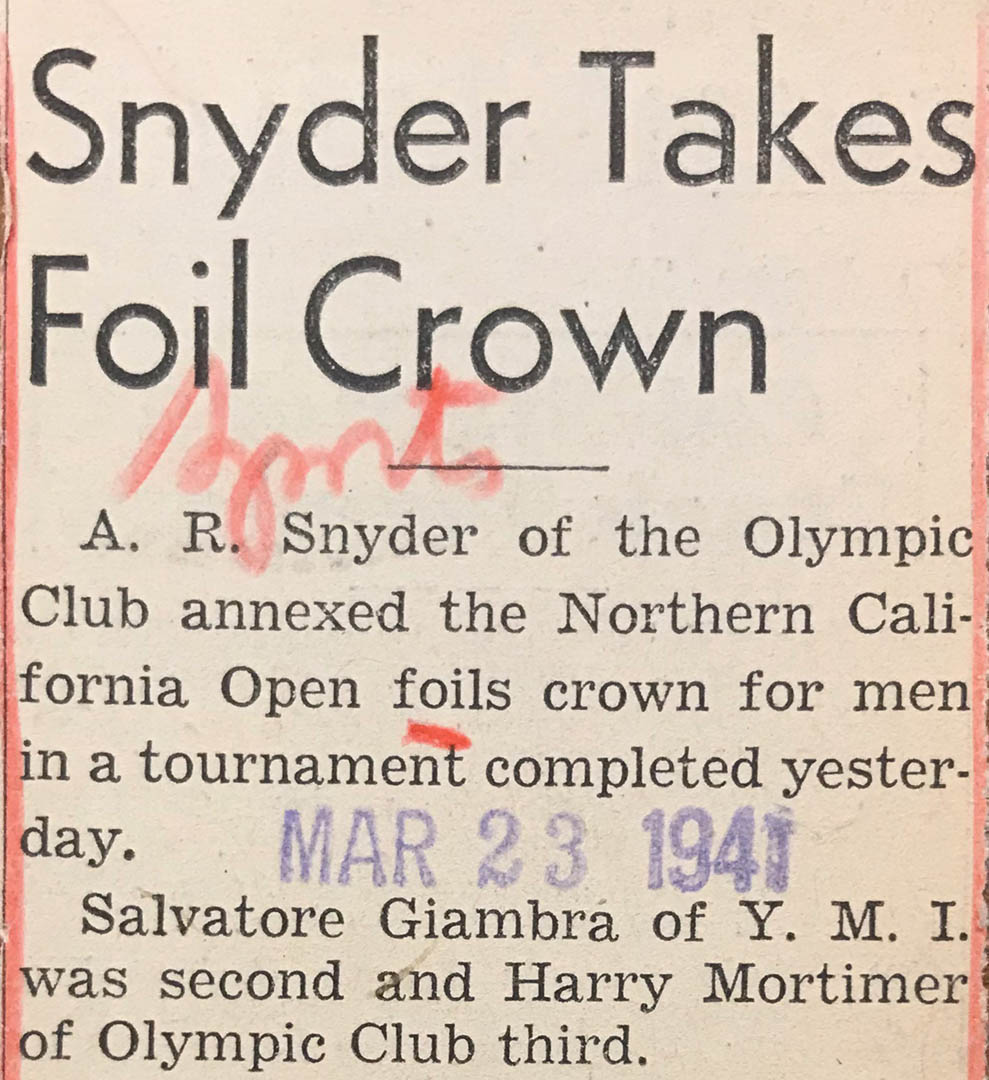 Snyder Takes
Foil Crown
Sports
A. R. Snyder of the Olympic
Club annexed the Northern Cali-
fornia Open foils crown for men
in a tournament completed yester-
day.
MAR 23 1941
Salvatore Giambra of Y. M. I.
was second and Harry Mortimer
of Olympic Club third.